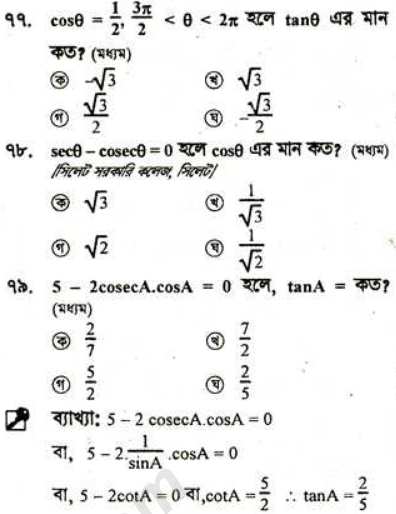 ৭৭. cosθ = 1/2, 3π/2 < θ < 2π হলে tanθ এর মান
কত? (মধ্যম)
ক -√3 খ √3
গ √3/2 ঘ -√3/2
৭৮. secθ – cosecθ = 0 হলে cosθ এর মান কত? (মধ্যম)
[সিলেট সরকারি কলেজ, সিলেট]
ক √3 খ 1/√3
গ √2 ঘ 1/√2
৭৯. 5 – 2cosecA.cosA = 0 হলে, tanA = কত?
(মধ্যম)
ক 2/7 খ 7/2
গ 5/2 ঘ 2/5
ব্যাখ্যা: 5 – 2 cosecA.cosA = 0
বা, 5 – 2.1/sinA .cosA = 0
বা, 5 – 2cotA = 0 বা,cotA = 5/2 ∴ tanA = 2/5